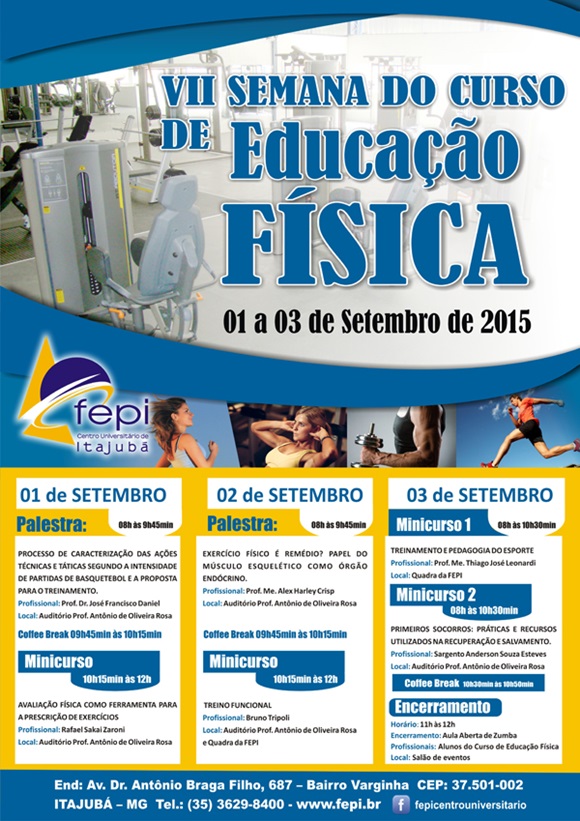 VII SEMANA DO CURSO
DE Educação
FÍSICA
01 a 03 de Setembro de 2015
fepi
Centro Universitário de
Itajubá
01 de SETEMBRO
Palestra: 08h às 9h45min
PROCESSO DE CARACTERIZAÇÃO DAS AÇÕES
TÉCNICAS E TÁTICAS SEGUNDO A INTENSIDADE
DE PARTIDAS DE BASQUETEBOL E A PROPOSTA
PARA O TREINAMENTO.
Profissional: Prof. Dr. José Francisco Daniel
Local: Auditório Prof. Antônio de Oliveira Rosa
Coffee Break 09h45min às 10h15min
Minicurso
10h15min às 12h
AVALIAÇÃO FÍSICA COMO FERRAMENTA PARA
A PRESCRIÇÃO DE EXERCÍCIOS
Profissional: Rafael Sakai Zaroni
Local: Auditório Prof. Antônio de Oliveira Rosa
02 de SETEMBRO
Palestra: 08h às 9h45min
EXERCÍCIO FÍSICO É REMÉDIO? PAPEL DO
MÚSCULO ESQUELÉTICO COMO ÓRGÃO
ENDÓCRINO.
Profissional: Prof. Me. Alex Harley Crisp
Local: Auditório Prof. Antônio de Oliveira Rosa
Coffee Break 09h45min às 10h15min
Minicurso
10h15min às 12h
TREINO FUNCIONAL
Profissional: Bruno Tripoli
Local: Auditório Prof. Antônio de Oliveira Rosa
e Quadra da FEPI
03 de SETEMBRO
Minicurso 1 08h às 10h30min
TREINAMENTO E PEDAGOGIA DO ESPORTE
Profissional: Prof. Me. Thiago José Leonardi
Local: Quadra da FEPI
Minicurso 2
08h às 10h30min
PRIMEIROS SOCORROS: PRÁTICAS E RECURSOS
UTILIZADOS NA RECUPERAÇÃO E SALVAMENTO.
Profissional: Sargento Anderson Souza Esteves
Local: Auditório Prof. Antônio de Oliveira Rosa
Coffee Break 10h30min às 10h50min
Encerramento
Horário: 11h às 12h
Encerramento: Aula Aberta de Zumba
Profissionais: Alunos do Curso de Educação Física
Local: Salão de eventos
End: Av. Dr. Antônio Braga Filho, 687 – Bairro Varginha CEP: 37.501-002
ITAJUBÁ – MG Tel.: (35) 3629-8400 - www.fepi.br f fepicentrouniversitario